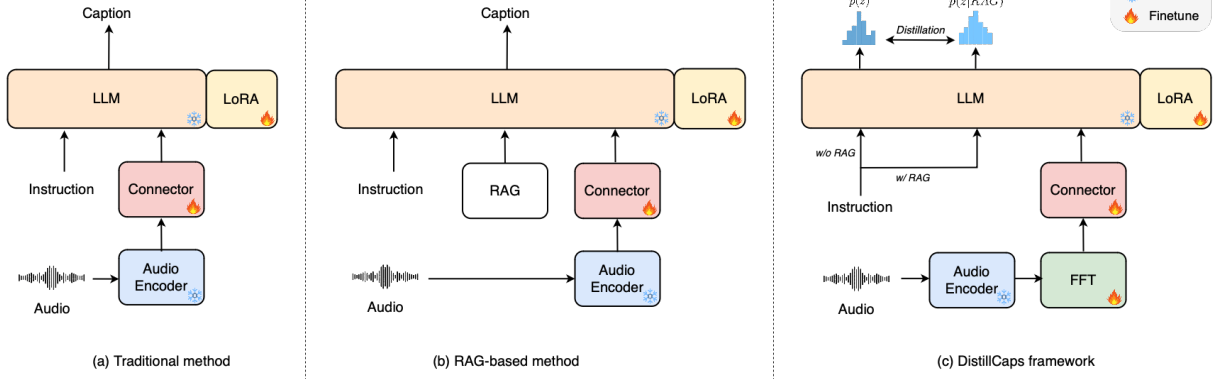 Caption
LLM
LoRA
Instruction
Connector
Audio
Encoder
Audio
(a) Traditional method
Caption
LLM
LoRA
Instruction
RAG
Connector
Audio
Encoder
Audio
(b) RAG-based method
p(z)
p(z|RAG)
Distillation
Finetune
LLM
LoRA
w/o RAG
w/ RAG
Instruction
Connector
Audio
Encoder
FFT
Audio
(c) DistillCaps framework